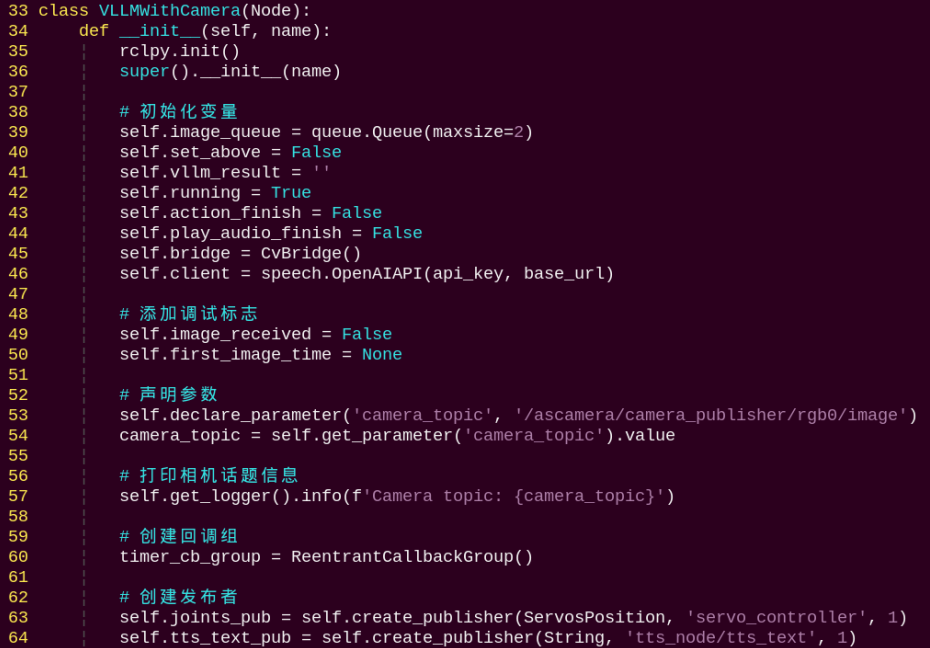 33 class VLLMWithCamera(Node):
34     def __init__(self, name):
35         rclpy.init()
36         super().__init__(name)
37
38         # 初始化变量
39         self.image_queue = queue.Queue(maxsize=2)
40         self.set_above = False
41         self.vllm_result = ''
42         self.running = True
43         self.action_finish = False
44         self.play_audio_finish = False
45         self.bridge = CvBridge()
46         self.client = speech.OpenAIAPI(api_key, base_url)
47
48         # 添加调试标志
49         self.image_received = False
50         self.first_image_time = None
51
52         # 声明参数
53         self.declare_parameter('camera_topic', '/ascamera/camera_publisher/rgb0/image')
54         camera_topic = self.get_parameter('camera_topic').value
55
56         # 打印相机话题信息
57         self.get_logger().info(f'Camera topic: {camera_topic}')
58
59         # 创建回调组
60         timer_cb_group = ReentrantCallbackGroup()
61
62         # 创建发布者
63         self.joints_pub = self.create_publisher(ServosPosition, 'servo_controller', 1)
64         self.tts_text_pub = self.create_publisher(String, 'tts_node/tts_text', 1)